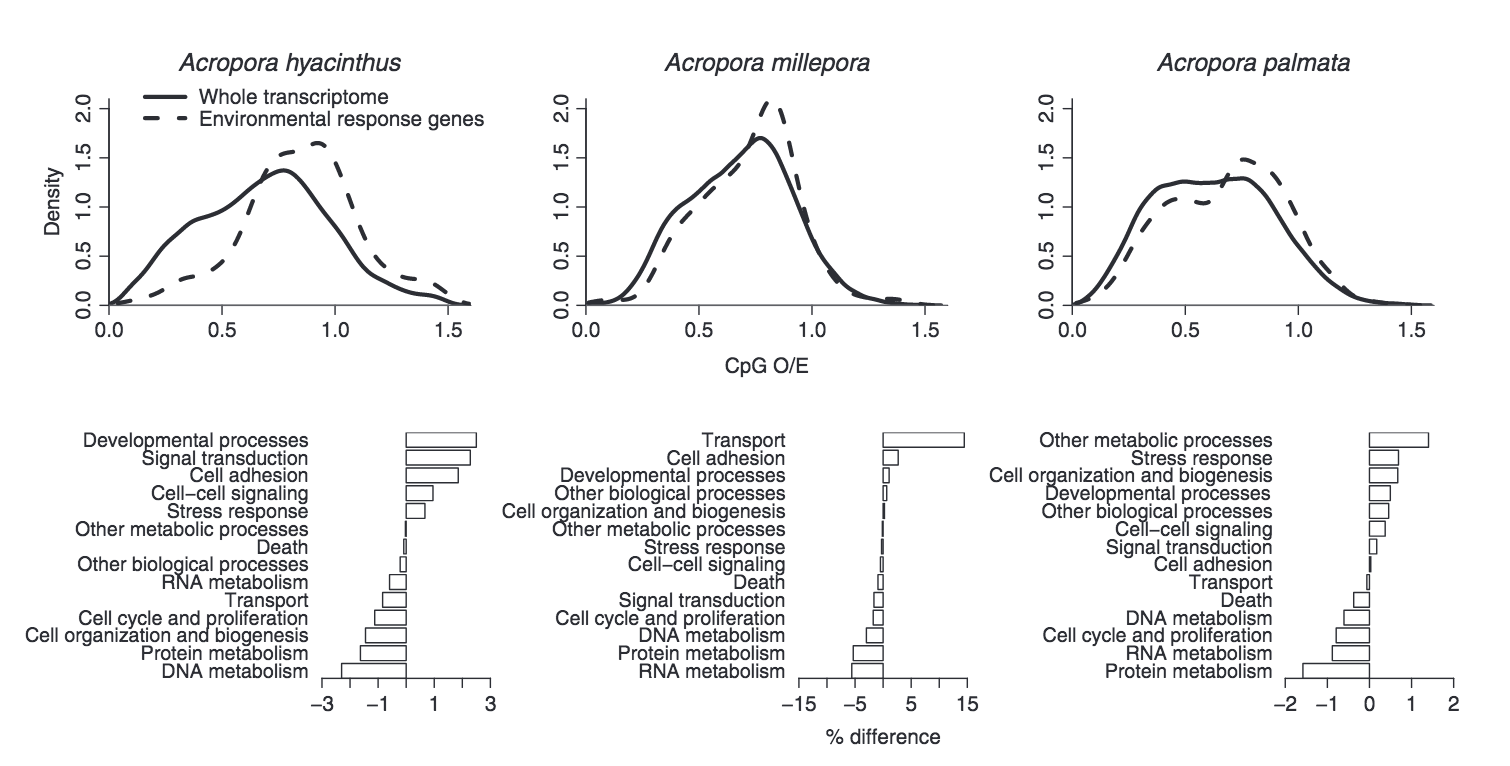 Acropora hyacinthus
Whole transcriptome
Environmental response genes
Density
0.0 0.5 1.0 1.5 2.0
0.0 0.5 1.0 1.5
Acropora millepora
0.0 0.5 1.0 1.5 2.0
0.0 0.5 1.0 1.5
CpG O/E
Acropora palmata
0.0 0.5 1.0 1.5 2.0
0.0 0.5 1.0 1.5
Developmental processes
Signal transduction
Cell adhesion
Cell–cell signaling
Stress response
Other metabolic processes
Death
Other biological processes
RNA metabolism
Transport
Cell cycle and proliferation
Cell organization and biogenesis
Protein metabolism
DNA metabolism
−3 −1 1 3
Transport
Cell adhesion
Developmental processes
Other biological processes
Cell organization and biogenesis
Other metabolic processes
Stress response
Cell–cell signaling
Death
Signal transduction
Cell cycle and proliferation
DNA metabolism
Protein metabolism
RNA metabolism
−15 −5 5 15
% difference
Other metabolic processes
Stress response
Cell organization and biogenesis
Developmental processes
Other biological processes
Cell–cell signaling
Signal transduction
Cell adhesion
Transport
Death
DNA metabolism
Cell cycle and proliferation
RNA metabolism
Protein metabolism
−2 −1 0 1 2